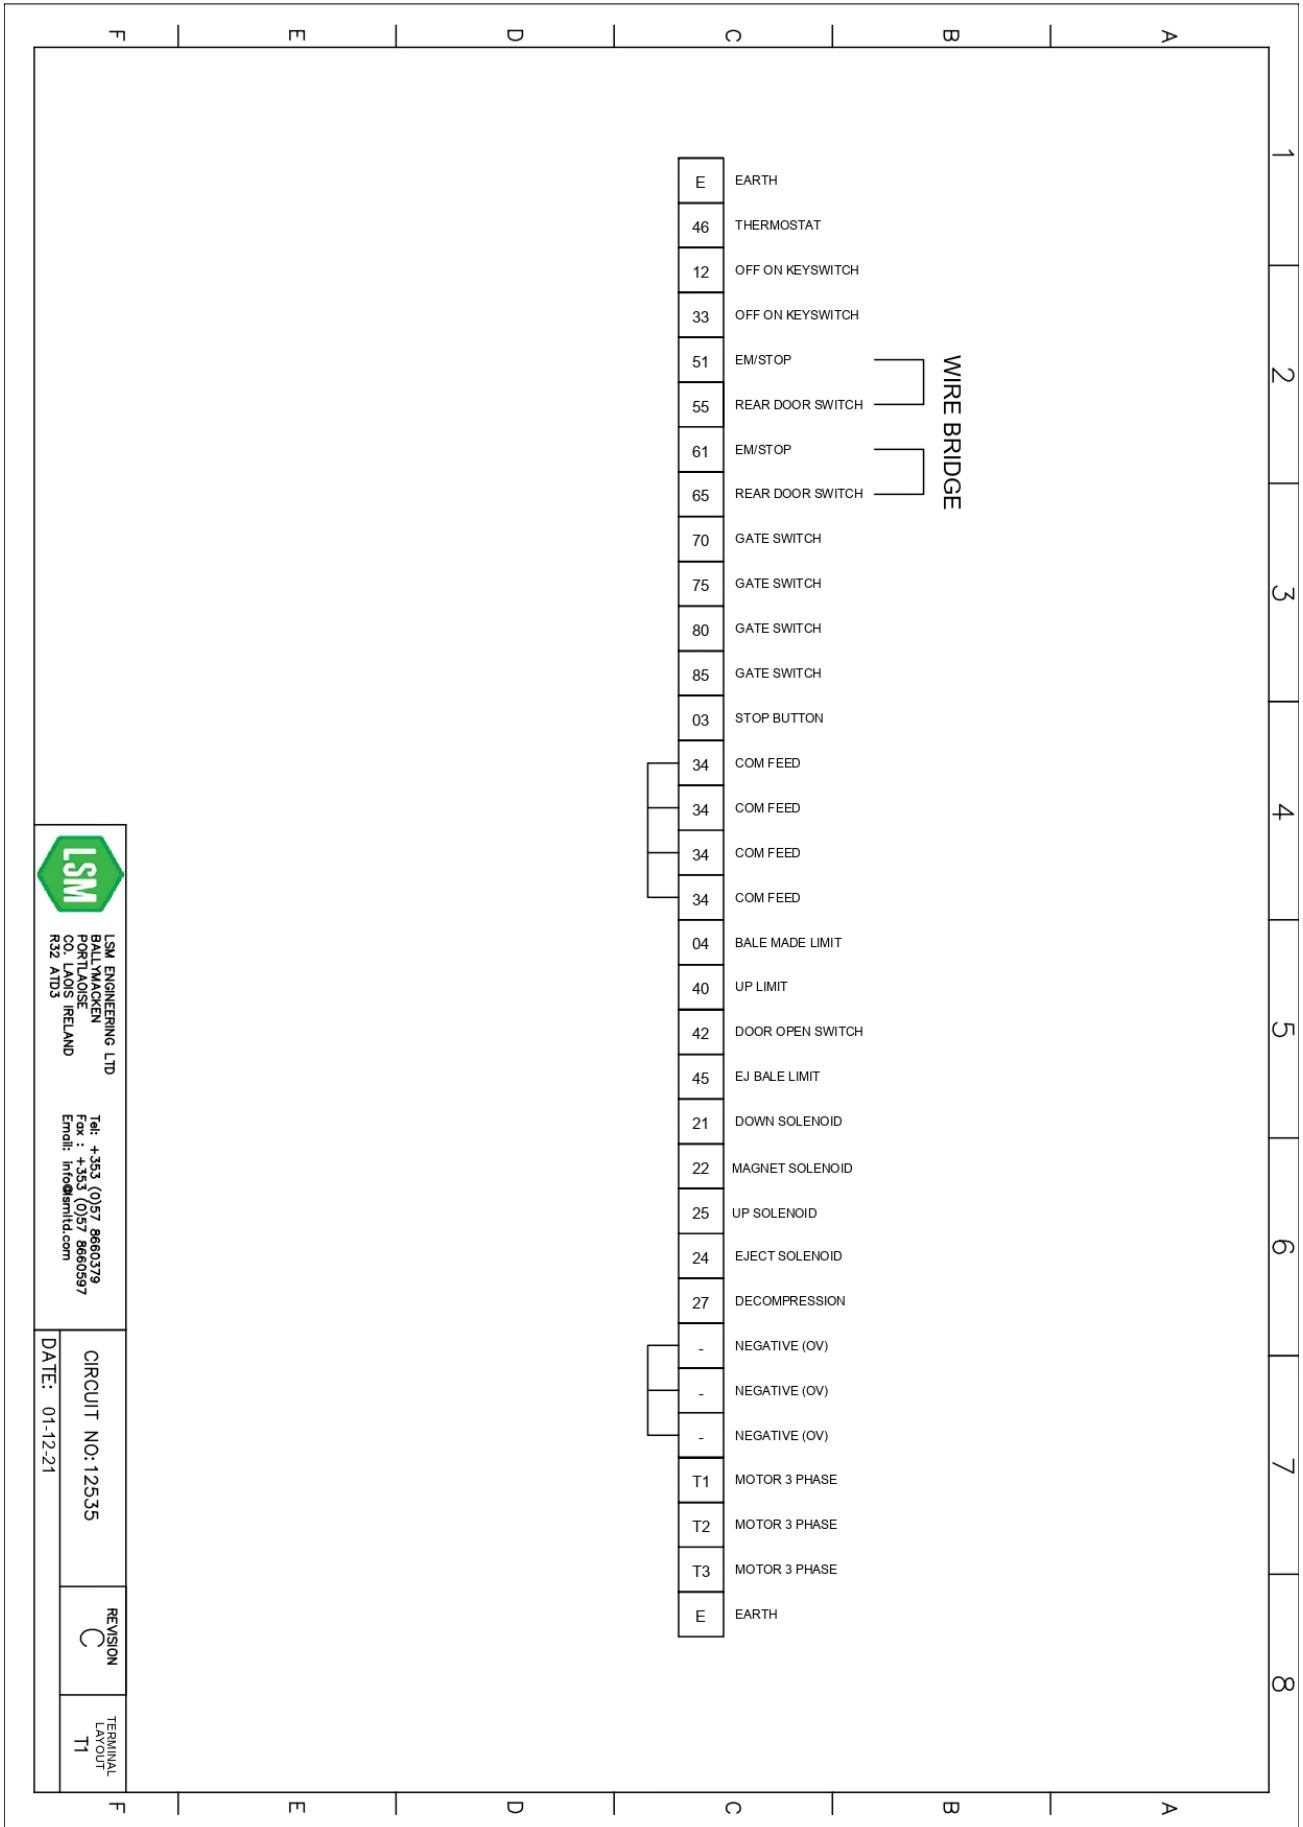 F E D C B A
1
2
3
4
5
6
7
8
E EARTH
46 THERMOSTAT
12 OFF ON KEYSWITCH
33 OFF ON KEYSWITCH
51 EM/STOP
55 REAR DOOR SWITCH
61 EM/STOP
65 REAR DOOR SWITCH
WIRE BRIDGE
70 GATE SWITCH
75 GATE SWITCH
80 GATE SWITCH
85 GATE SWITCH
03 STOP BUTTON
34 COM FEED
34 COM FEED
34 COM FEED
34 COM FEED
04 BALE MADE LIMIT
40 UP LIMIT
42 DOOR OPEN SWITCH
45 EJ BALE LIMIT
21 DOWN SOLENOID
22 MAGNET SOLENOID
25 UP SOLENOID
24 EJECT SOLENOID
27 DECOMPRESSION
- NEGATIVE (OV)
- NEGATIVE (OV)
- NEGATIVE (OV)
T1 MOTOR 3 PHASE
T2 MOTOR 3 PHASE
T3 MOTOR 3 PHASE
E EARTH
LSM
LSM ENGINEERING LTD
BALLYMACKEN
PORTLAOISE
CO. LAOIS IRELAND
R32 ATD3
Tel: +353 (0)57 8660379
Fax : +353 (0)57 8660597
Email: info@lsmltd.com
CIRCUIT NO:12535
DATE: 01-12-21
REVISION
C
TERMINAL
LAYOUT
T1
F E D C B A